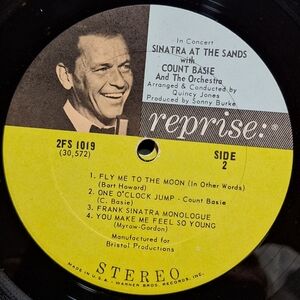 In Concert
SINATRA AT THE SANDS
with
COUNT BASIE
And The Orchestra
Arranged & Conducted by
Quincy Jones
Produced by Sonny Burke
reprise:®
2FS 1019
(30,572)
SIDE
2
1. FLY ME TO THE MOON (In Other Words)
(Bart Howard)
2. ONE O'CLOCK JUMP - Count Basie
(C. Basie)
3. FRANK SINATRA MONOLOGUE
4. YOU MAKE ME FEEL SO YOUNG
(Myrow-Gordon)
Manufactured for
Bristol Productions
STEREO
MADE IN U.S.A. - WARNER BROS. RECORDS, INC.